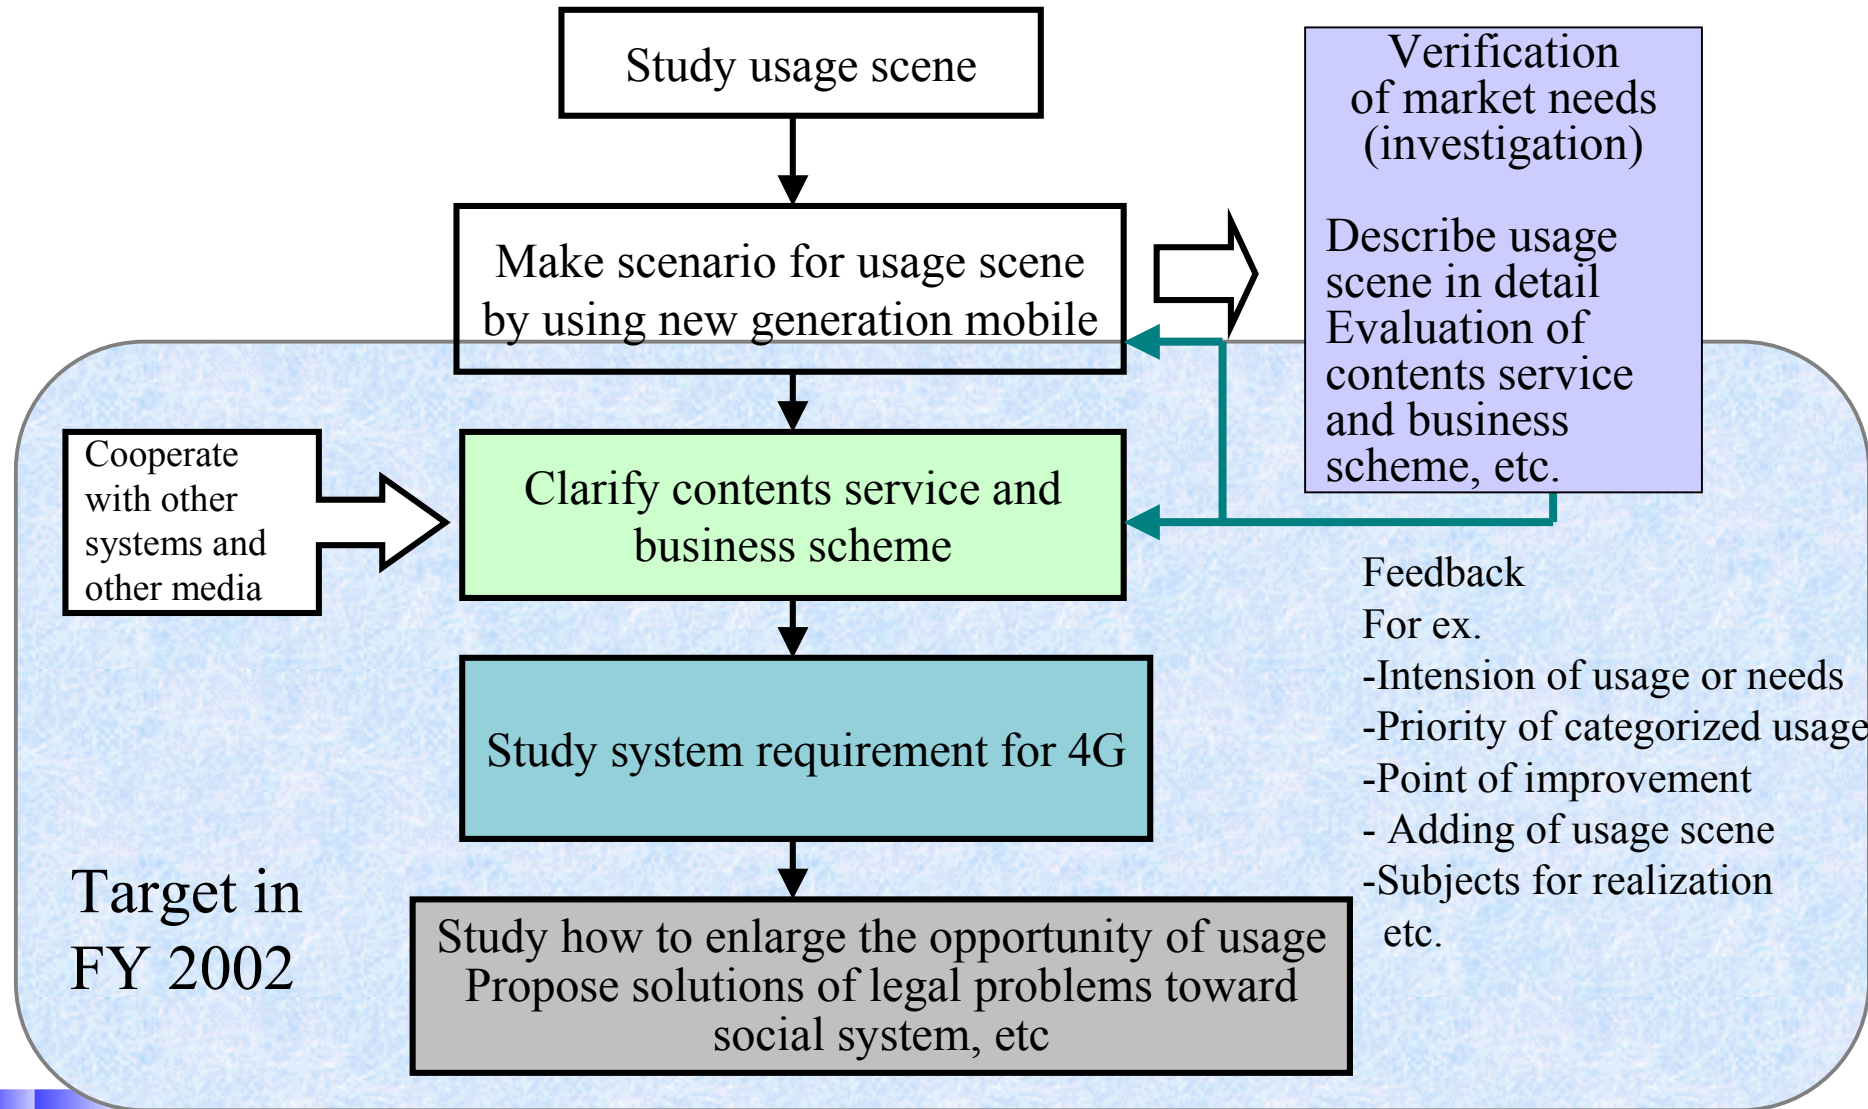 Study usage scene
Verification
of market needs
(investigation)
Describe usage
scene in detail
Evaluation of
contents service
and business
scheme, etc.
Make scenario for usage scene
by using new generation mobile
Cooperate
with other
systems and
other media
Clarify contents service and
business scheme
Feedback
For ex.
-Intension of usage or needs
-Priority of categorized usage
-Point of improvement
- Adding of usage scene
-Subjects for realization
etc.
Study system requirement for 4G
Target in
FY 2002
Study how to enlarge the opportunity of usage
Propose solutions of legal problems toward
social system, etc